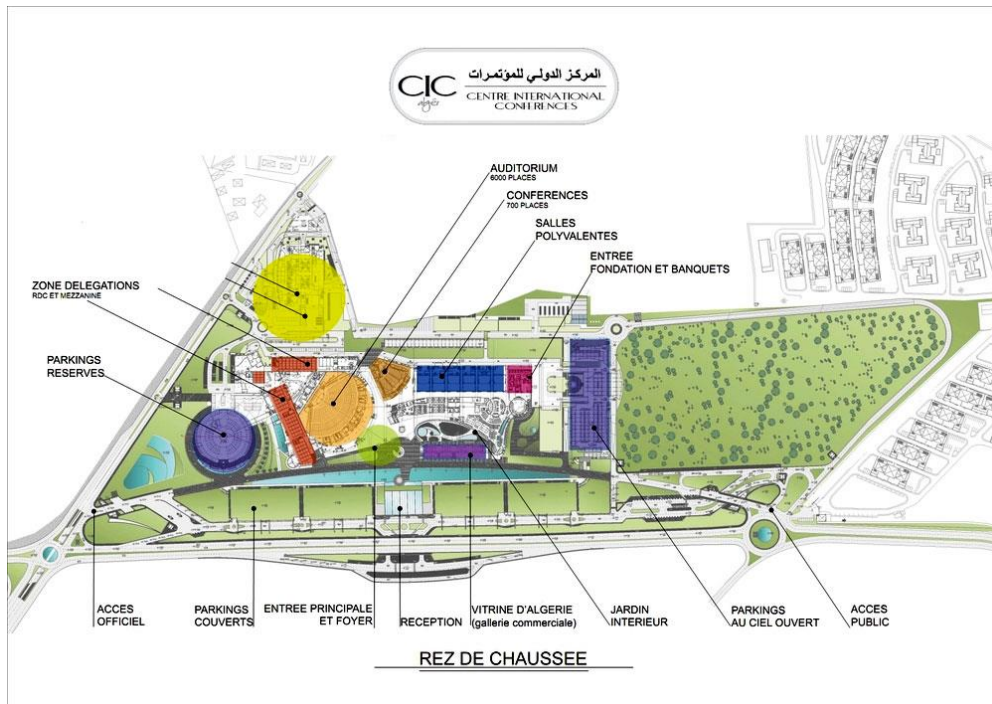 المركز الدولي للمؤتمرات
CIC
alger
CENTRE INTERNATIONAL
CONFERENCES
AUDITORIUM
6000 PLACES
CONFERENCES
700 PLACES
SALLES
POLYVALENTES
ENTREE
FONDATION ET BANQUETS
ZONE DELEGATIONS
RDC ET MEZZANINE
PARKINGS
RESERVES
ACCES
OFFICIEL
PARKINGS
COUVERTS
ENTREE PRINCIPALE
ET FOYER
RECEPTION
VITRINE D'ALGERIE
(gallerie commerciale)
JARDIN
INTERIEUR
PARKINGS
AU CIEL OUVERT
ACCES
PUBLIC
REZ DE CHAUSSEE